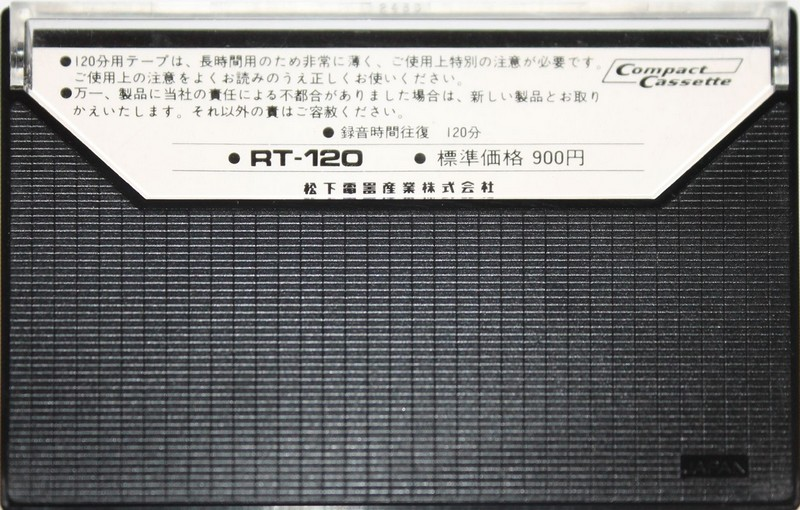 ●120分用テープは、長時間用のため非常に薄く、ご使用上特別の注意が必要です。
ご使用上の注意をよくお読みのうえ正しくお使いください。
●万一、製品に当社の責任による不都合がありました場合は、新しい製品とお取り
かえいたします。それ以外の責はご容赦ください。
Compact
Cassette
● 録音時間往復 120分
● RT-120 ● 標準価格 900円
松下電器産業株式会社
JAPAN